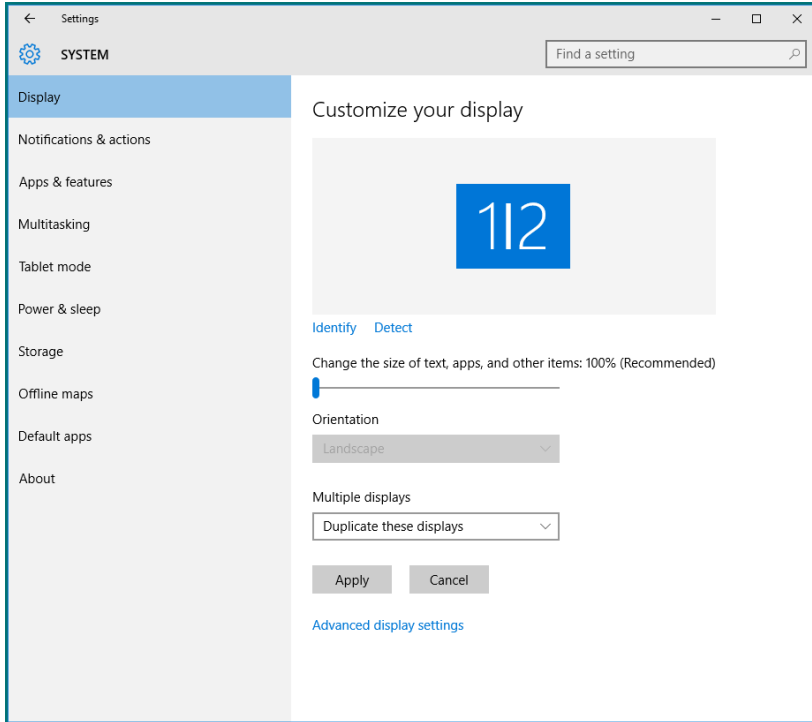 Settings
SYSTEM
Find a setting
Display
Notifications & actions
Apps & features
Multitasking
Tablet mode
Power & sleep
Storage
Offline maps
Default apps
About
Customize your display
1|2
Identify Detect
Change the size of text, apps, and other items: 100% (Recommended)
Orientation
Landscape
Multiple displays
Duplicate these displays
Apply Cancel
Advanced display settings